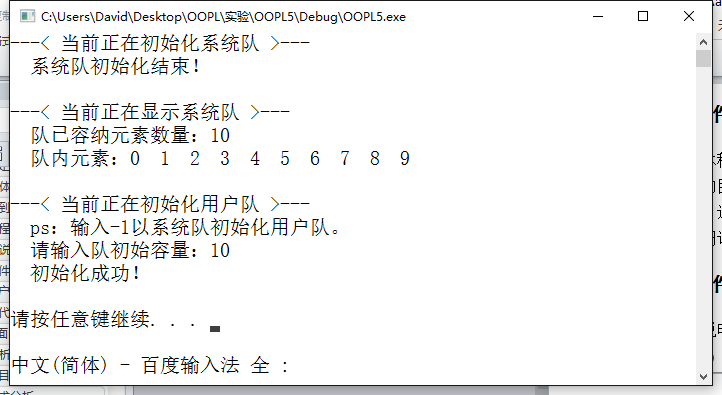 C:\Users\David\Desktop\OOPL\实验\OOPL5\Debug\OOPL5.exe
---< 当前正在初始化系统队 >---
系统队初始化结束!
---< 当前正在显示系统队 >---
队已容纳元素数量: 10
队内元素: 0 1 2 3 4 5 6 7 8 9
---< 当前正在初始化用户队 >---
ps: 输入-1以系统队初始化用户队。
请输入队初始容量: 10
初始化成功!
请按任意键继续. . .
中文(简体) - 百度输入法 全 :